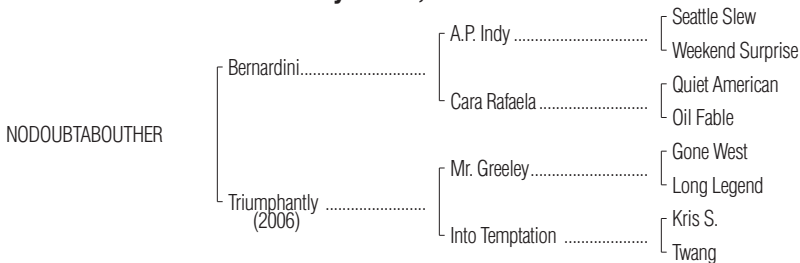 Seattle Slew
A.P. Indy ..................................
Weekend Surprise
Bernardini................................
Quiet American
Cara Rafaela............................
Oil Fable
NODOUBTABOUTHER
Gone West
Mr. Greeley..............................
Long Legend
Triumphantly ..........................
(2006)
Kris S.
Into Temptation .....................
Twang